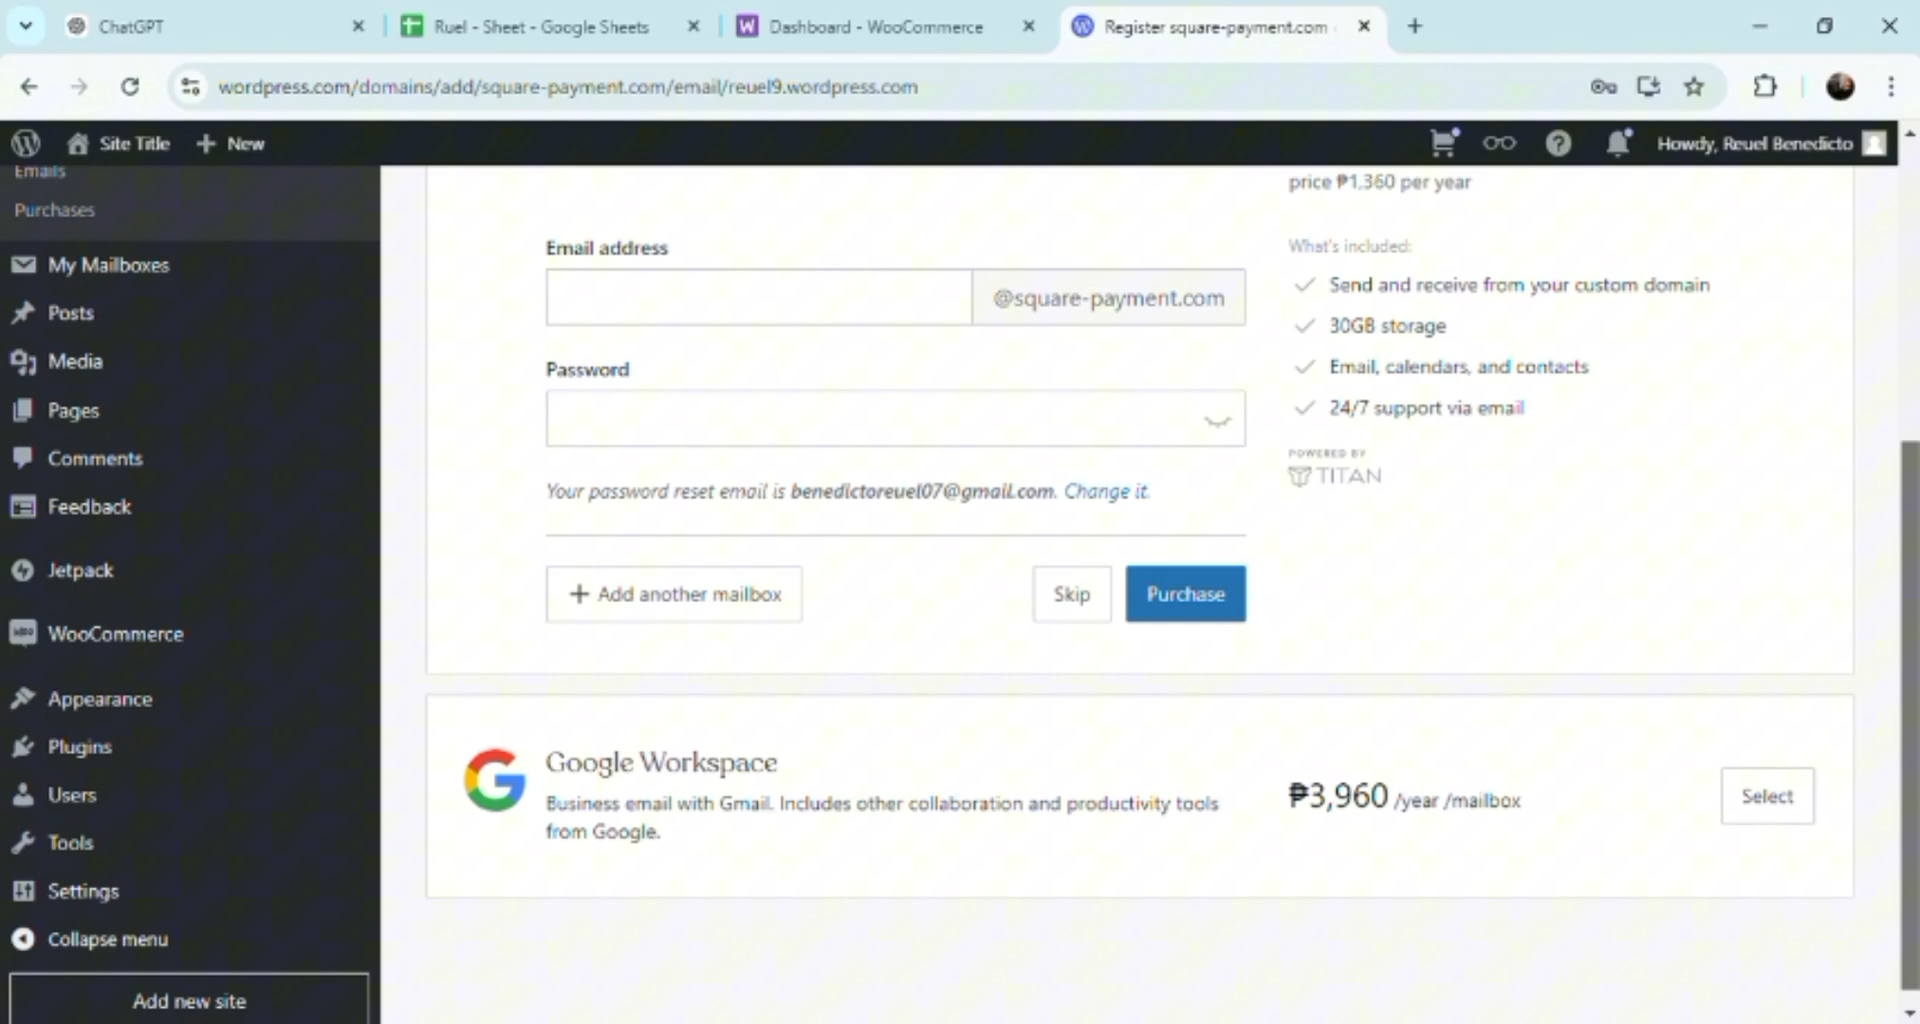 ChatGPT
Ruel - Sheet - Google Sheets
Dashboard - WooCommerce
Register square-payment.com
wordpress.com/domains/add/square-payment.com/email/reuel9.wordpress.com
Site Title
New
Howdy, Reuel Benedicto
Emails
Purchases
My Mailboxes
Posts
Media
Pages
Comments
Feedback
Jetpack
WooCommerce
Appearance
Plugins
Users
Tools
Settings
Collapse menu
Add new site
Email address
@square-payment.com
Password
Your password reset email is benedictoreuel07@gmail.com. Change it.
Add another mailbox
Skip
Purchase
price ₱1,360 per year
What's included:
Send and receive from your custom domain
30GB storage
Email, calendars, and contacts
24/7 support via email
POWERED BY
TITAN
Google Workspace
Business email with Gmail. Includes other collaboration and productivity tools
from Google.
₱3,960 /year /mailbox
Select